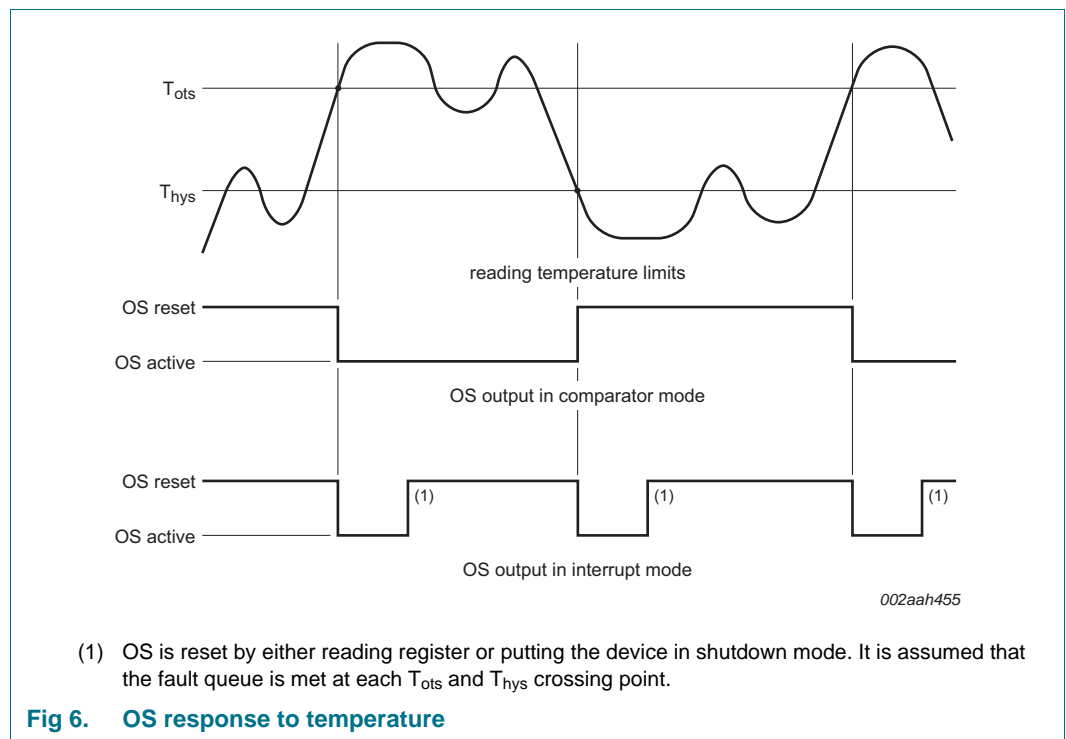 Tots
Thys
reading temperature limits
OS reset
OS active
OS output in comparator mode
OS reset
(1)
(1)
(1)
OS active
OS output in interrupt mode
002aah455
(1) OS is reset by either reading register or putting the device in shutdown mode. It is assumed that
the fault queue is met at each Tots and Thys crossing point.
Fig 6. OS response to temperature